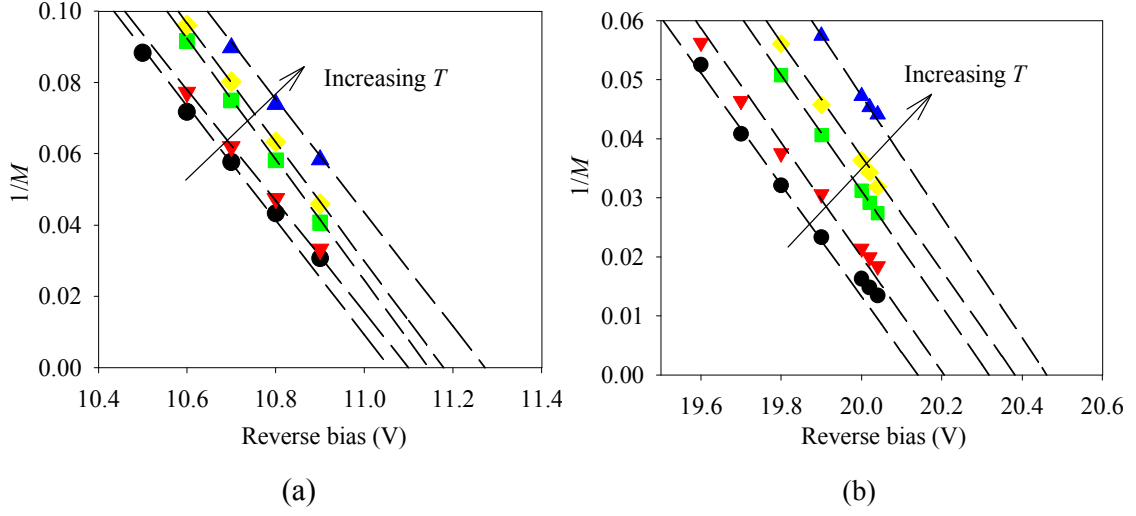 0.10
0.08
0.06
0.04
0.02
0.00
1/M
Increasing T
10.4 10.6 10.8 11.0 11.2 11.4
Reverse bias (V)
(a)
0.06
0.05
0.04
0.03
0.02
0.01
0.00
1/M
Increasing T
19.6 19.8 20.0 20.2 20.4 20.6
Reverse bias (V)
(b)